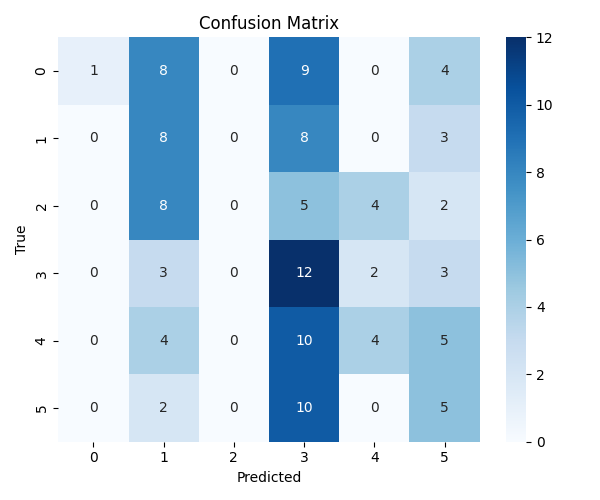 Confusion Matrix
0 1 8 0 9 0 4
1 0 8 0 8 0 3
2 0 8 0 5 4 2
3 0 3 0 12 2 3
4 0 4 0 10 4 5
5 0 2 0 10 0 5
0 1 2 3 4 5
Predicted
True
12
10
8
6
4
2
0